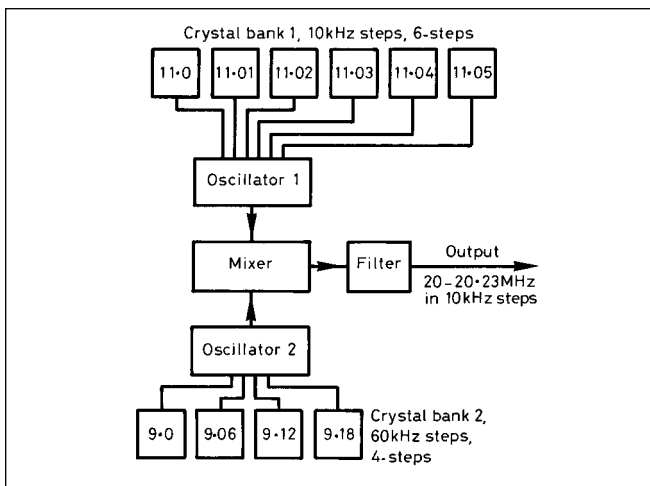 Crystal bank 1, 10kHz steps, 6-steps
11·0 11·01 11·02 11·03 11·04 11·05
Oscillator 1
Mixer
Filter
Output
20–20·23MHz
in 10kHz steps
Oscillator 2
9·0 9·06 9·12 9·18
Crystal bank 2,
60kHz steps,
4-steps